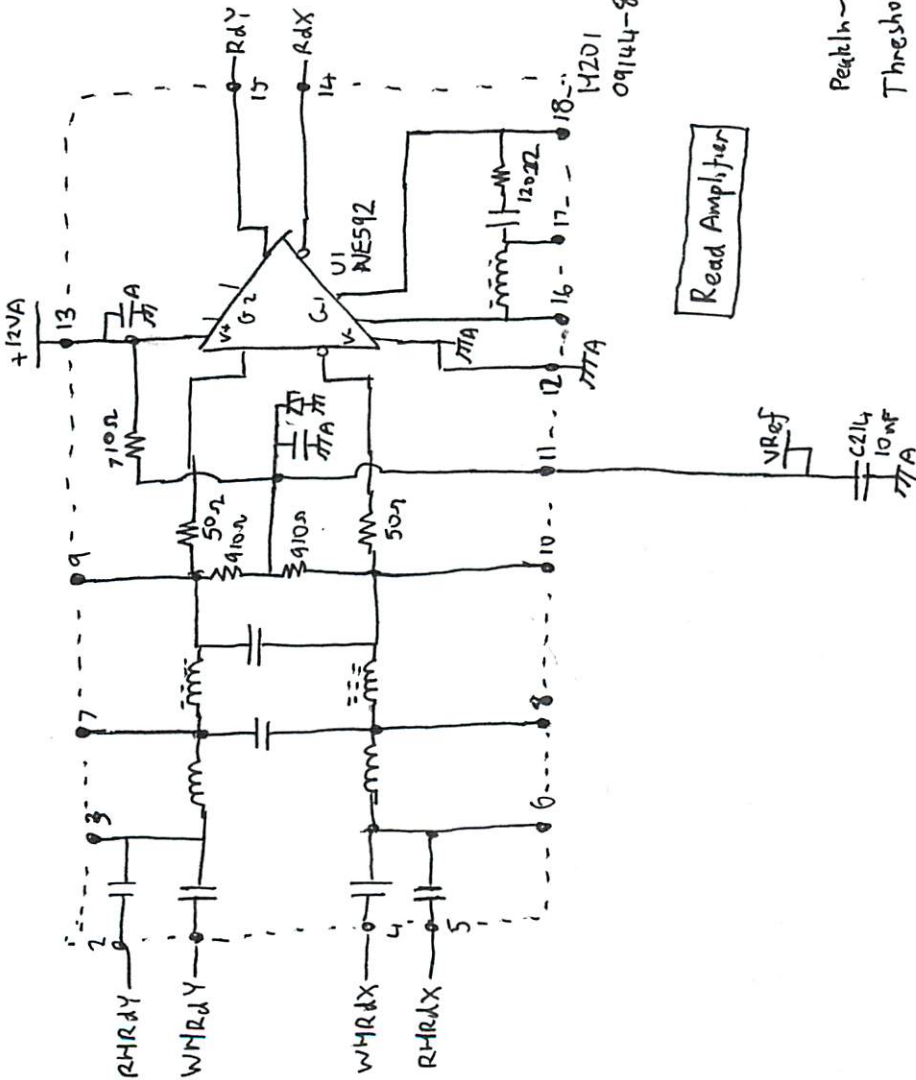 +12VA
13
A
9
7
3
2
RHRdY
WHRdY
WHRdX
4
RHRdX
5
6
8
10
11
12
A
16
17
18
M201
09144-8
710Ω
50Ω
910Ω
910Ω
50Ω
A
A
V+
G2
G1
V-
U1
NE592
15
RdY
14
RdX
120Ω
VRef
C214
10nF
A
Read Amplifier
PeakIn-
Thresho